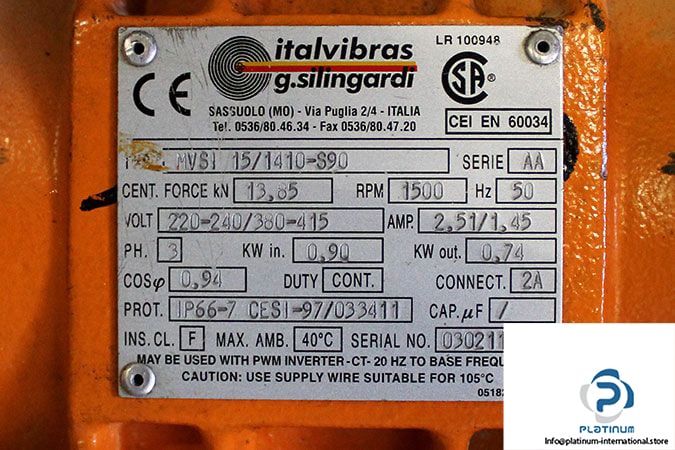 italvibras
g.silingardi
LR 100948
CE
SA ®
SASSUOLO (MO) - Via Puglia 2/4 - ITALIA
Tel. 0536/80.46.34 - Fax 0536/80.47.20
CEI EN 60034
MVSI 15/1410-S90 SERIE AA
CENT. FORCE kN 13,85 RPM 1500 Hz 50
VOLT 220-240/380-415 AMP. 2,51/1,45
PH. 3 KW in. 0,90 KW out. 0,74
COSφ 0,94 DUTY CONT. CONNECT. 2A
PROT. IP66-7 CESI-97/033411 CAP.µF /
INS.CL. F MAX. AMB. 40°C SERIAL NO.
MAY BE USED WITH PWM INVERTER -CT- 20 HZ TO BASE
CAUTION: USE SUPPLY WIRE SUITABLE FOR 105°C
PLATINUM
Info@platinum-international.store